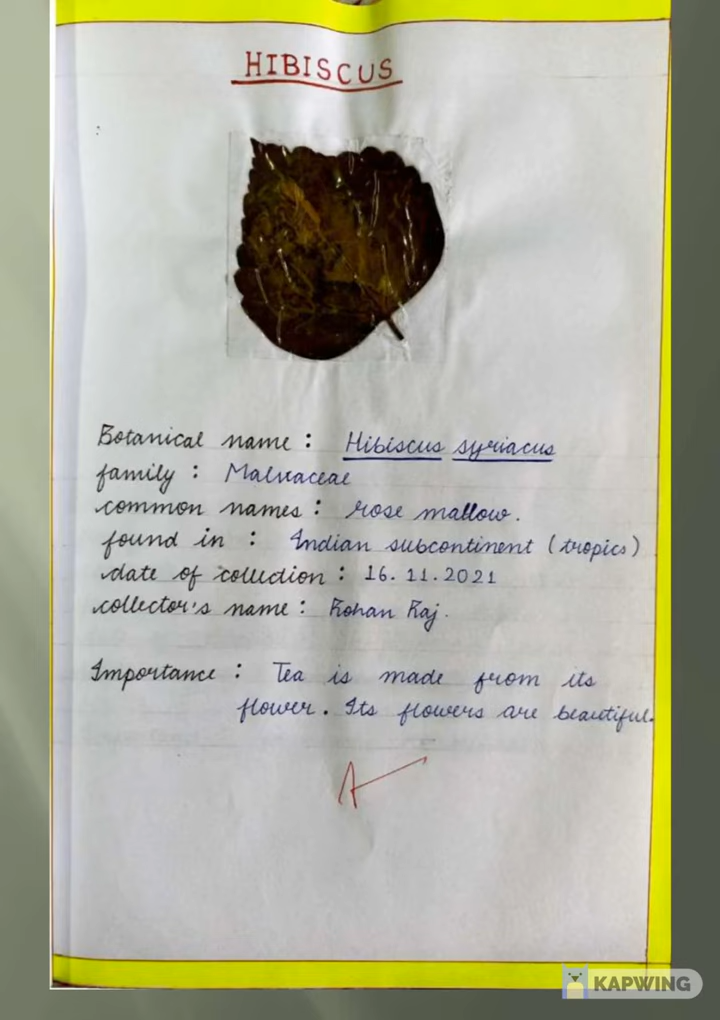 HIBISCUS
Botanical name : Hibiscus syriacus
family : Malvaceae
common names : rose mallow.
found in : Indian subcontinent (tropics)
date of collection : 16. 11. 2021
collector's name : Rohan Raj.
Importance : Tea is made from its
flower. Its flowers are beautiful.
A
KAPWING